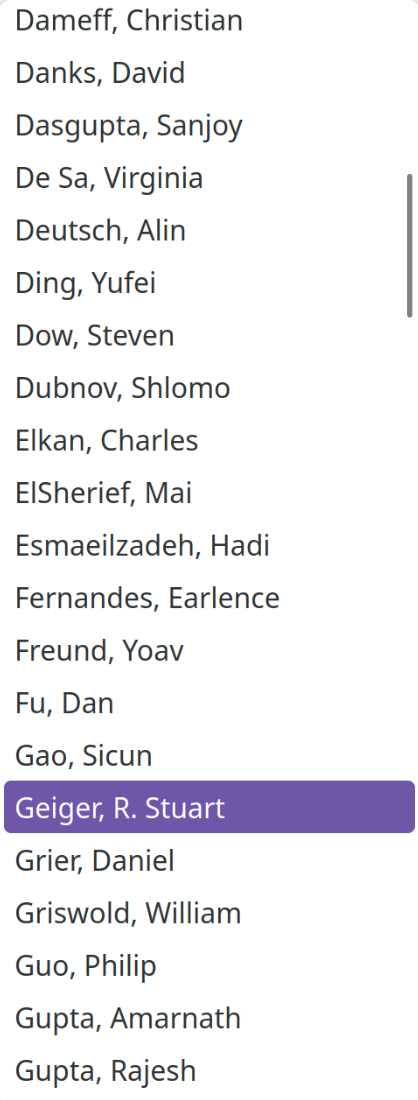 Dameff, Christian
Danks, David
Dasgupta, Sanjoy
De Sa, Virginia
Deutsch, Alin
Ding, Yufei
Dow, Steven
Dubnov, Shlomo
Elkan, Charles
ElSherief, Mai
Esmaeilzadeh, Hadi
Fernandes, Earlence
Freund, Yoav
Fu, Dan
Gao, Sicun
Geiger, R. Stuart
Grier, Daniel
Griswold, William
Guo, Philip
Gupta, Amarnath
Gupta, Rajesh